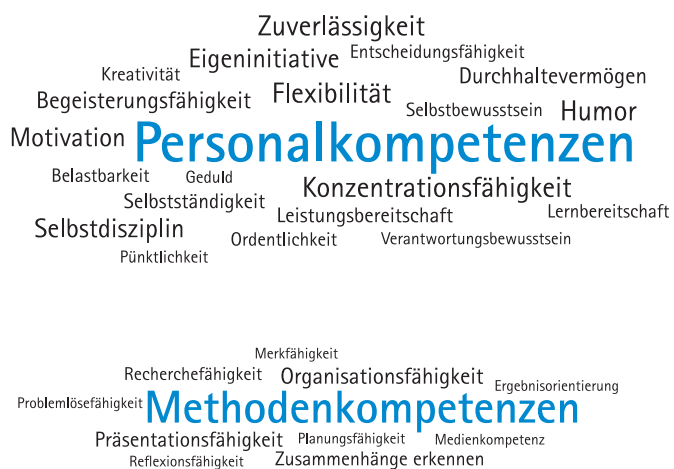 Zuverlässigkeit
Eigeninitiative Entscheidungsfähigkeit
Kreativität Durchhaltevermögen
Begeisterungsfähigkeit Flexibilität Selbstbewusstsein Humor
Motivation Personalkompetenzen
Belastbarkeit Geduld Konzentrationsfähigkeit
Selbstständigkeit Leistungsbereitschaft Lernbereitschaft
Selbstdisziplin Ordentlichkeit Verantwortungsbewusstsein
Pünktlichkeit
Merkfähigkeit
Recherchefähigkeit Organisationsfähigkeit Ergebnisorientierung
Problemlösefähigkeit Methodenkompetenzen
Präsentationsfähigkeit Planungsfähigkeit Medienkompetenz
Reflexionsfähigkeit Zusammenhänge erkennen